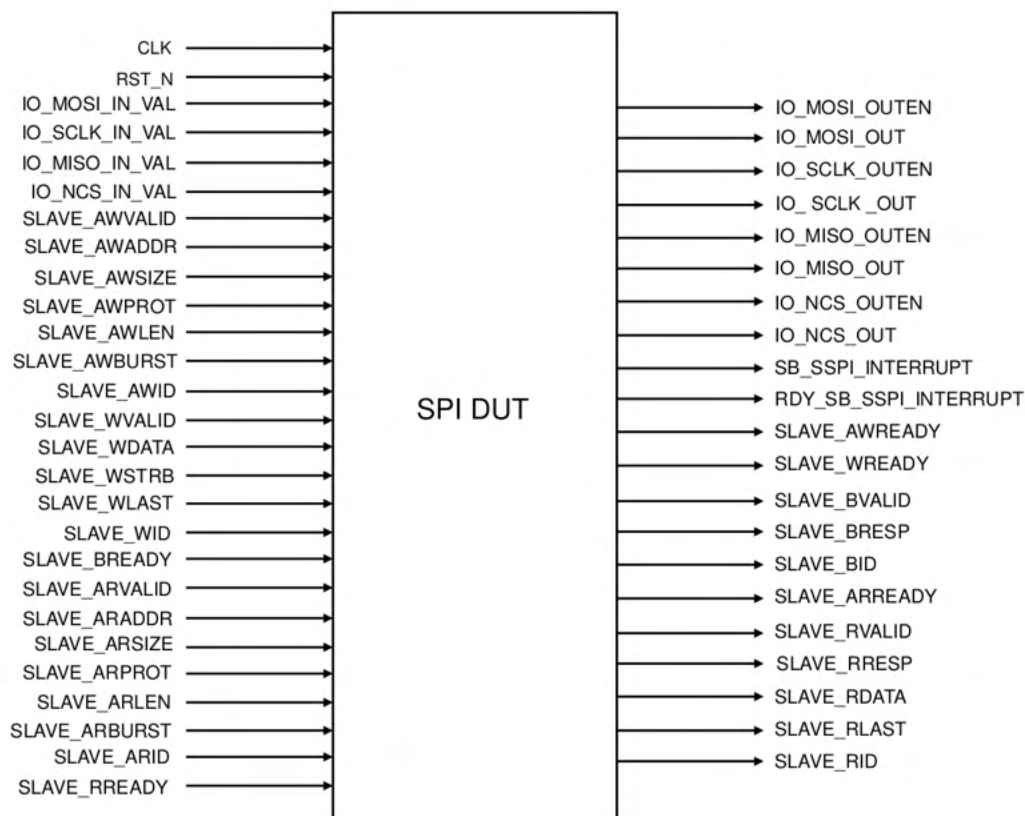 CLK
RST_N
IO_MOSI_IN_VAL
IO_SCLK_IN_VAL
IO_MISO_IN_VAL
IO_NCS_IN_VAL
SLAVE_AWVALID
SLAVE_AWADDR
SLAVE_AWSIZE
SLAVE_AWPROT
SLAVE_AWLEN
SLAVE_AWBURST
SLAVE_AWID
SLAVE_WVALID
SLAVE_WDATA
SLAVE_WSTRB
SLAVE_WLAST
SLAVE_WID
SLAVE_BREADY
SLAVE_ARVALID
SLAVE_ARADDR
SLAVE_ARSIZE
SLAVE_ARPROT
SLAVE_ARLEN
SLAVE_ARBURST
SLAVE_ARID
SLAVE_RREADY
SPI DUT
IO_MOSI_OUTEN
IO_MOSI_OUT
IO_SCLK_OUTEN
IO_ SCLK _OUT
IO_MISO_OUTEN
IO_MISO_OUT
IO_NCS_OUTEN
IO_NCS_OUT
SB_SSPI_INTERRUPT
RDY_SB_SSPI_INTERRUPT
SLAVE_AWREADY
SLAVE_WREADY
SLAVE_BVALID
SLAVE_BRESP
SLAVE_BID
SLAVE_ARREADY
SLAVE_RVALID
SLAVE_RRESP
SLAVE_RDATA
SLAVE_RLAST
SLAVE_RID